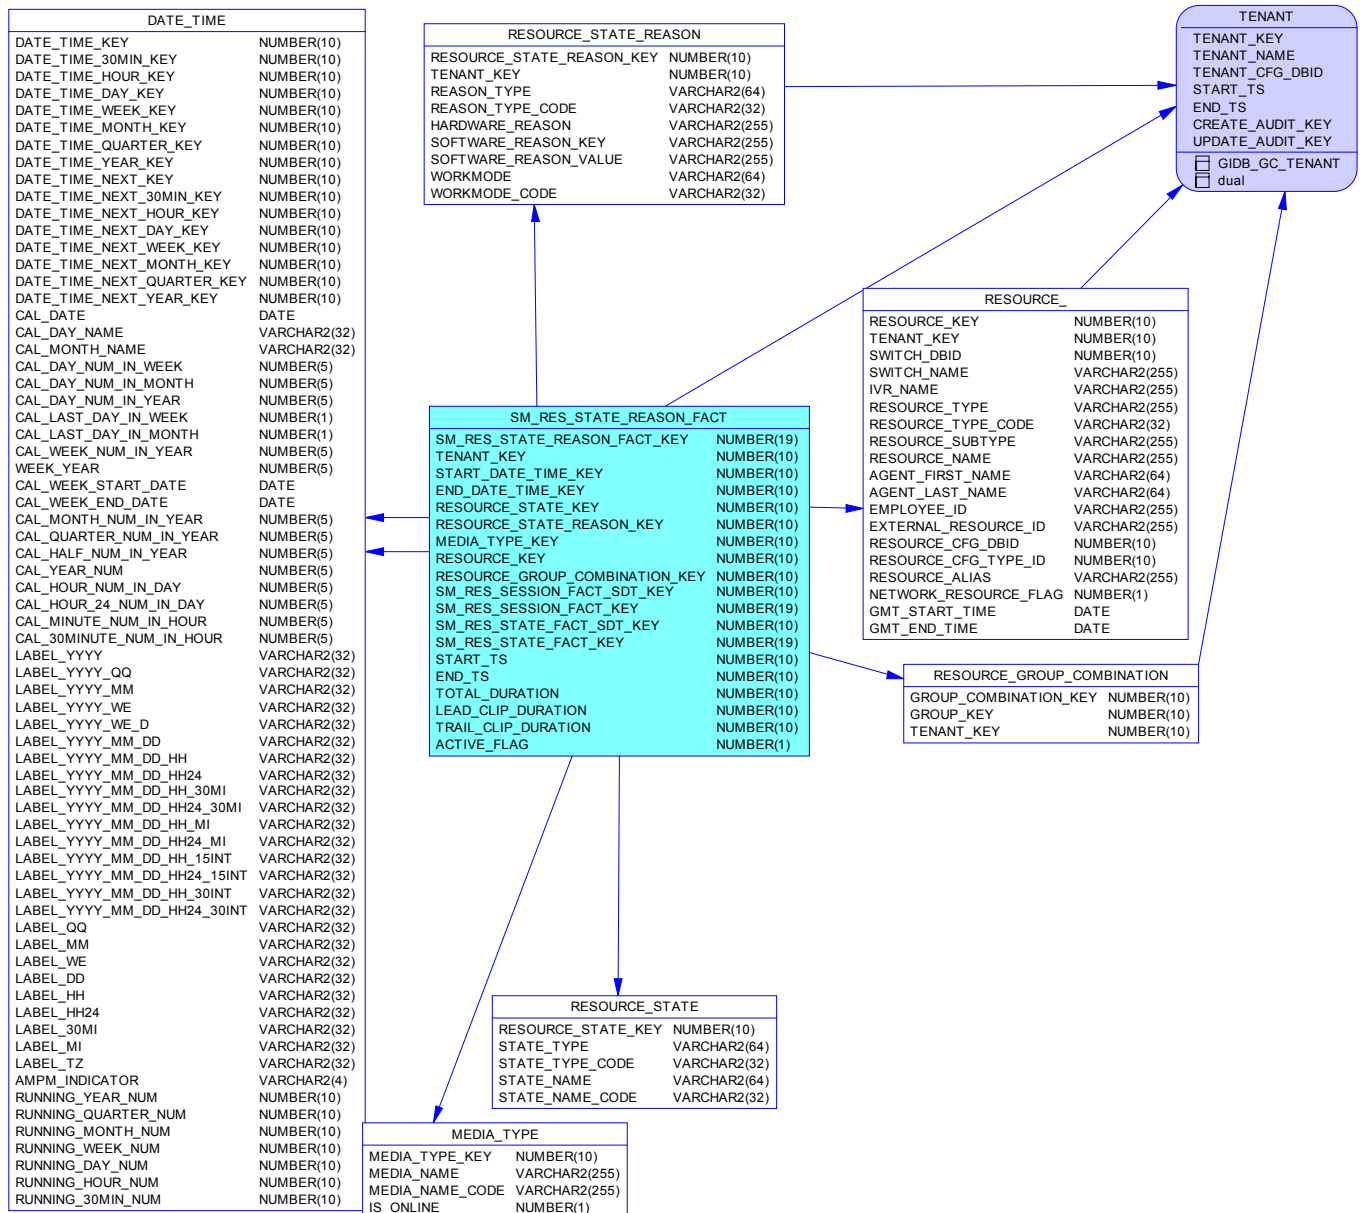 DATE_TIME
DATE_TIME_KEY NUMBER(10)
DATE_TIME_30MIN_KEY NUMBER(10)
DATE_TIME_HOUR_KEY NUMBER(10)
DATE_TIME_DAY_KEY NUMBER(10)
DATE_TIME_WEEK_KEY NUMBER(10)
DATE_TIME_MONTH_KEY NUMBER(10)
DATE_TIME_QUARTER_KEY NUMBER(10)
DATE_TIME_YEAR_KEY NUMBER(10)
DATE_TIME_NEXT_KEY NUMBER(10)
DATE_TIME_NEXT_30MIN_KEY NUMBER(10)
DATE_TIME_NEXT_HOUR_KEY NUMBER(10)
DATE_TIME_NEXT_DAY_KEY NUMBER(10)
DATE_TIME_NEXT_WEEK_KEY NUMBER(10)
DATE_TIME_NEXT_MONTH_KEY NUMBER(10)
DATE_TIME_NEXT_QUARTER_KEY NUMBER(10)
DATE_TIME_NEXT_YEAR_KEY NUMBER(10)
CAL_DATE DATE
CAL_DAY_NAME VARCHAR2(32)
CAL_MONTH_NAME VARCHAR2(32)
CAL_DAY_NUM_IN_WEEK NUMBER(5)
CAL_DAY_NUM_IN_MONTH NUMBER(5)
CAL_DAY_NUM_IN_YEAR NUMBER(5)
CAL_LAST_DAY_IN_WEEK NUMBER(1)
CAL_LAST_DAY_IN_MONTH NUMBER(1)
CAL_WEEK_NUM_IN_YEAR NUMBER(5)
WEEK_YEAR NUMBER(5)
CAL_WEEK_START_DATE DATE
CAL_WEEK_END_DATE DATE
CAL_MONTH_NUM_IN_YEAR NUMBER(5)
CAL_QUARTER_NUM_IN_YEAR NUMBER(5)
CAL_HALF_NUM_IN_YEAR NUMBER(5)
CAL_YEAR_NUM NUMBER(5)
CAL_HOUR_NUM_IN_DAY NUMBER(5)
CAL_HOUR_24_NUM_IN_DAY NUMBER(5)
CAL_MINUTE_NUM_IN_HOUR NUMBER(5)
CAL_30MINUTE_NUM_IN_HOUR NUMBER(5)
LABEL_YYYY VARCHAR2(32)
LABEL_YYYY_QQ VARCHAR2(32)
LABEL_YYYY_MM VARCHAR2(32)
LABEL_YYYY_WE VARCHAR2(32)
LABEL_YYYY_WE_D VARCHAR2(32)
LABEL_YYYY_MM_DD VARCHAR2(32)
LABEL_YYYY_MM_DD_HH VARCHAR2(32)
LABEL_YYYY_MM_DD_HH24 VARCHAR2(32)
LABEL_YYYY_MM_DD_HH_30MI VARCHAR2(32)
LABEL_YYYY_MM_DD_HH24_30MI VARCHAR2(32)
LABEL_YYYY_MM_DD_HH_MI VARCHAR2(32)
LABEL_YYYY_MM_DD_HH24_MI VARCHAR2(32)
LABEL_YYYY_MM_DD_HH_15INT VARCHAR2(32)
LABEL_YYYY_MM_DD_HH24_15INT VARCHAR2(32)
LABEL_YYYY_MM_DD_HH_30INT VARCHAR2(32)
LABEL_YYYY_MM_DD_HH24_30INT VARCHAR2(32)
LABEL_QQ VARCHAR2(32)
LABEL_MM VARCHAR2(32)
LABEL_WE VARCHAR2(32)
LABEL_DD VARCHAR2(32)
LABEL_HH VARCHAR2(32)
LABEL_HH24 VARCHAR2(32)
LABEL_30MI VARCHAR2(32)
LABEL_MI VARCHAR2(32)
LABEL_TZ VARCHAR2(32)
AMPM_INDICATOR VARCHAR2(4)
RUNNING_YEAR_NUM NUMBER(10)
RUNNING_QUARTER_NUM NUMBER(10)
RUNNING_MONTH_NUM NUMBER(10)
RUNNING_WEEK_NUM NUMBER(10)
RUNNING_DAY_NUM NUMBER(10)
RUNNING_HOUR_NUM NUMBER(10)
RUNNING_30MIN_NUM NUMBER(10)
RESOURCE_STATE_REASON
RESOURCE_STATE_REASON_KEY NUMBER(10)
TENANT_KEY NUMBER(10)
REASON_TYPE VARCHAR2(64)
REASON_TYPE_CODE VARCHAR2(32)
HARDWARE_REASON VARCHAR2(255)
SOFTWARE_REASON_KEY VARCHAR2(255)
SOFTWARE_REASON_VALUE VARCHAR2(255)
WORKMODE VARCHAR2(64)
WORKMODE_CODE VARCHAR2(32)
TENANT
TENANT_KEY
TENANT_NAME
TENANT_CFG_DBID
START_TS
END_TS
CREATE_AUDIT_KEY
UPDATE_AUDIT_KEY
GIDB_GC_TENANT
dual
RESOURCE_
RESOURCE_KEY NUMBER(10)
TENANT_KEY NUMBER(10)
SWITCH_DBID NUMBER(10)
SWITCH_NAME VARCHAR2(255)
IVR_NAME VARCHAR2(255)
RESOURCE_TYPE VARCHAR2(255)
RESOURCE_TYPE_CODE VARCHAR2(32)
RESOURCE_SUBTYPE VARCHAR2(255)
RESOURCE_NAME VARCHAR2(255)
AGENT_FIRST_NAME VARCHAR2(64)
AGENT_LAST_NAME VARCHAR2(64)
EMPLOYEE_ID VARCHAR2(255)
EXTERNAL_RESOURCE_ID VARCHAR2(255)
RESOURCE_CFG_DBID NUMBER(10)
RESOURCE_CFG_TYPE_ID NUMBER(10)
RESOURCE_ALIAS VARCHAR2(255)
NETWORK_RESOURCE_FLAG NUMBER(1)
GMT_START_TIME DATE
GMT_END_TIME DATE
SM_RES_STATE_REASON_FACT
SM_RES_STATE_REASON_FACT_KEY NUMBER(19)
TENANT_KEY NUMBER(10)
START_DATE_TIME_KEY NUMBER(10)
END_DATE_TIME_KEY NUMBER(10)
RESOURCE_STATE_KEY NUMBER(10)
RESOURCE_STATE_REASON_KEY NUMBER(10)
MEDIA_TYPE_KEY NUMBER(10)
RESOURCE_KEY NUMBER(10)
RESOURCE_GROUP_COMBINATION_KEY NUMBER(10)
SM_RES_SESSION_FACT_SDT_KEY NUMBER(10)
SM_RES_SESSION_FACT_KEY NUMBER(19)
SM_RES_STATE_FACT_SDT_KEY NUMBER(10)
SM_RES_STATE_FACT_KEY NUMBER(19)
START_TS NUMBER(10)
END_TS NUMBER(10)
TOTAL_DURATION NUMBER(10)
LEAD_CLIP_DURATION NUMBER(10)
TRAIL_CLIP_DURATION NUMBER(10)
ACTIVE_FLAG NUMBER(1)
RESOURCE_GROUP_COMBINATION
GROUP_COMBINATION_KEY NUMBER(10)
GROUP_KEY NUMBER(10)
TENANT_KEY NUMBER(10)
RESOURCE_STATE
RESOURCE_STATE_KEY NUMBER(10)
STATE_TYPE VARCHAR2(64)
STATE_TYPE_CODE VARCHAR2(32)
STATE_NAME VARCHAR2(64)
STATE_NAME_CODE VARCHAR2(32)
MEDIA_TYPE
MEDIA_TYPE_KEY NUMBER(10)
MEDIA_NAME VARCHAR2(255)
MEDIA_NAME_CODE VARCHAR2(255)
IS_ONLINE NUMBER(1)